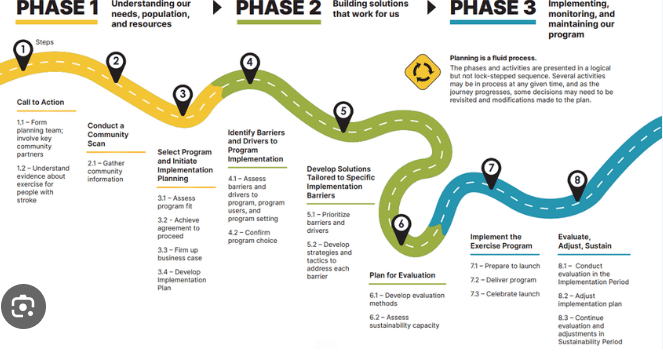 PHASE 1
Understanding our
needs, population,
and resources
PHASE 2
Building solutions
that work for us
PHASE 3
Implementing,
monitoring, and
maintaining our
program
Steps
1
2
3
4
5
6
7
8
Planning is a fluid process.
The phases and activities are presented in a logical
but not lock-stepped sequence. Several activities
may be in process at any given time, and as the
journey progresses, some decisions may need to be
revisited and modifications made to the plan.
Call to Action
1.1 – Form
planning team;
involve key
community
partners
1.2 – Understand
evidence about
exercise for
people with
stroke
Conduct a
Community
Scan
2.1 – Gather
community
information
Select Program
and Initiate
Implementation
Planning
3.1 – Assess
program fit
3.2 - Achieve
agreement to
proceed
3.3 – Firm up
business case
3.4 – Develop
Implementation
Plan
Identify Barriers
and Drivers to
Program
Implementation
4.1 – Assess
barriers and
drivers to
program, program
users, and
program setting
4.2 – Confirm
program choice
Develop Solutions
Tailored to Specific
Implementation
Barriers
5.1 – Prioritize
barriers and
drivers
5.2 – Develop
strategies and
tactics to
address each
barrier
Plan for Evaluation
6.1 – Develop evaluation
methods
6.2 – Assess
sustainability capacity
Implement the
Exercise Program
7.1 – Prepare to launch
7.2 – Deliver program
7.3 – Celebrate launch
Evaluate,
Adjust, Sustain
8.1 – Conduct
evaluation in the
Implementation Period
8.2 – Adjust
implementation plan
8.3 – Continue
evaluation and
adjustments in
Sustainability Period